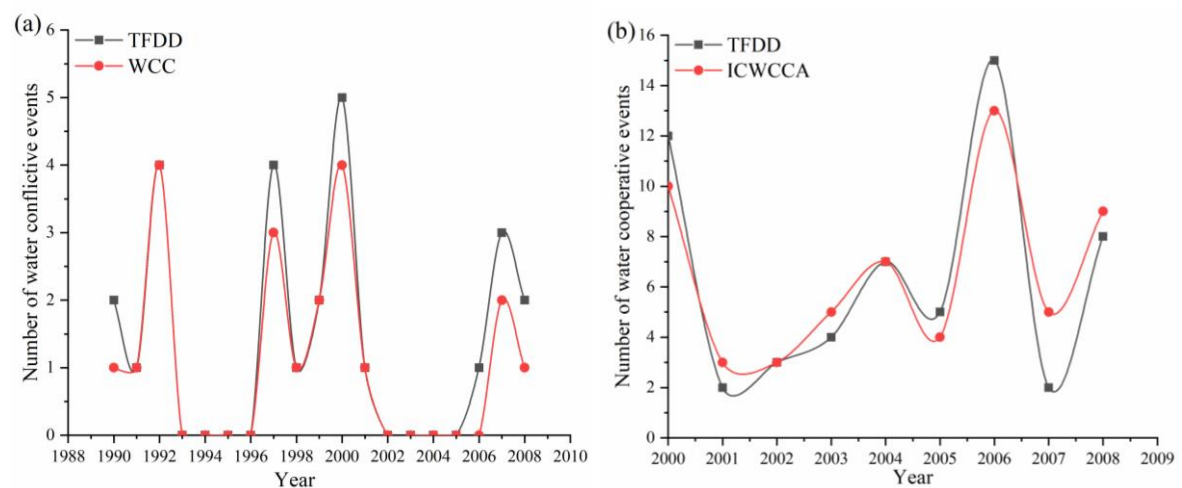 (a)
TFDD
WCC
Number of water conflictive events
6
5
4
3
2
1
0
1988 1990 1992 1994 1996 1998 2000 2002 2004 2006 2008 2010
Year
(b)
TFDD
ICWCCA
Number of water cooperative events
16
14
12
10
8
6
4
2
0
2000 2001 2002 2003 2004 2005 2006 2007 2008 2009
Year